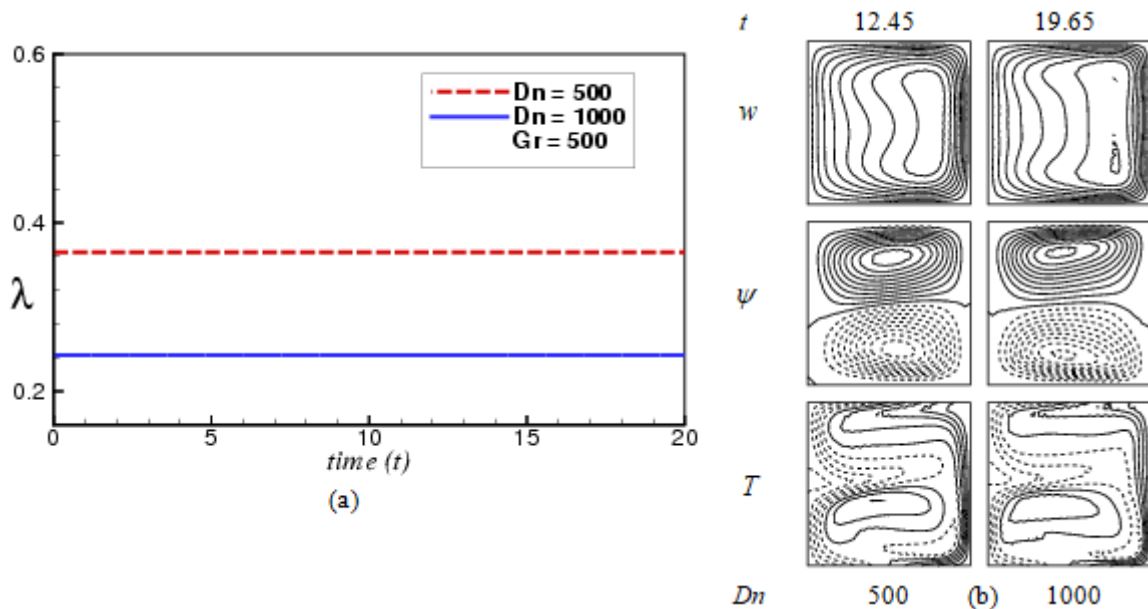 0.6
Dn = 500
Dn = 1000
Gr = 500
0.4
λ
0.2
0 5 10 15 20
time (t)
(a)
t 12.45 19.65
w
ψ
T
Dn 500 (b) 1000